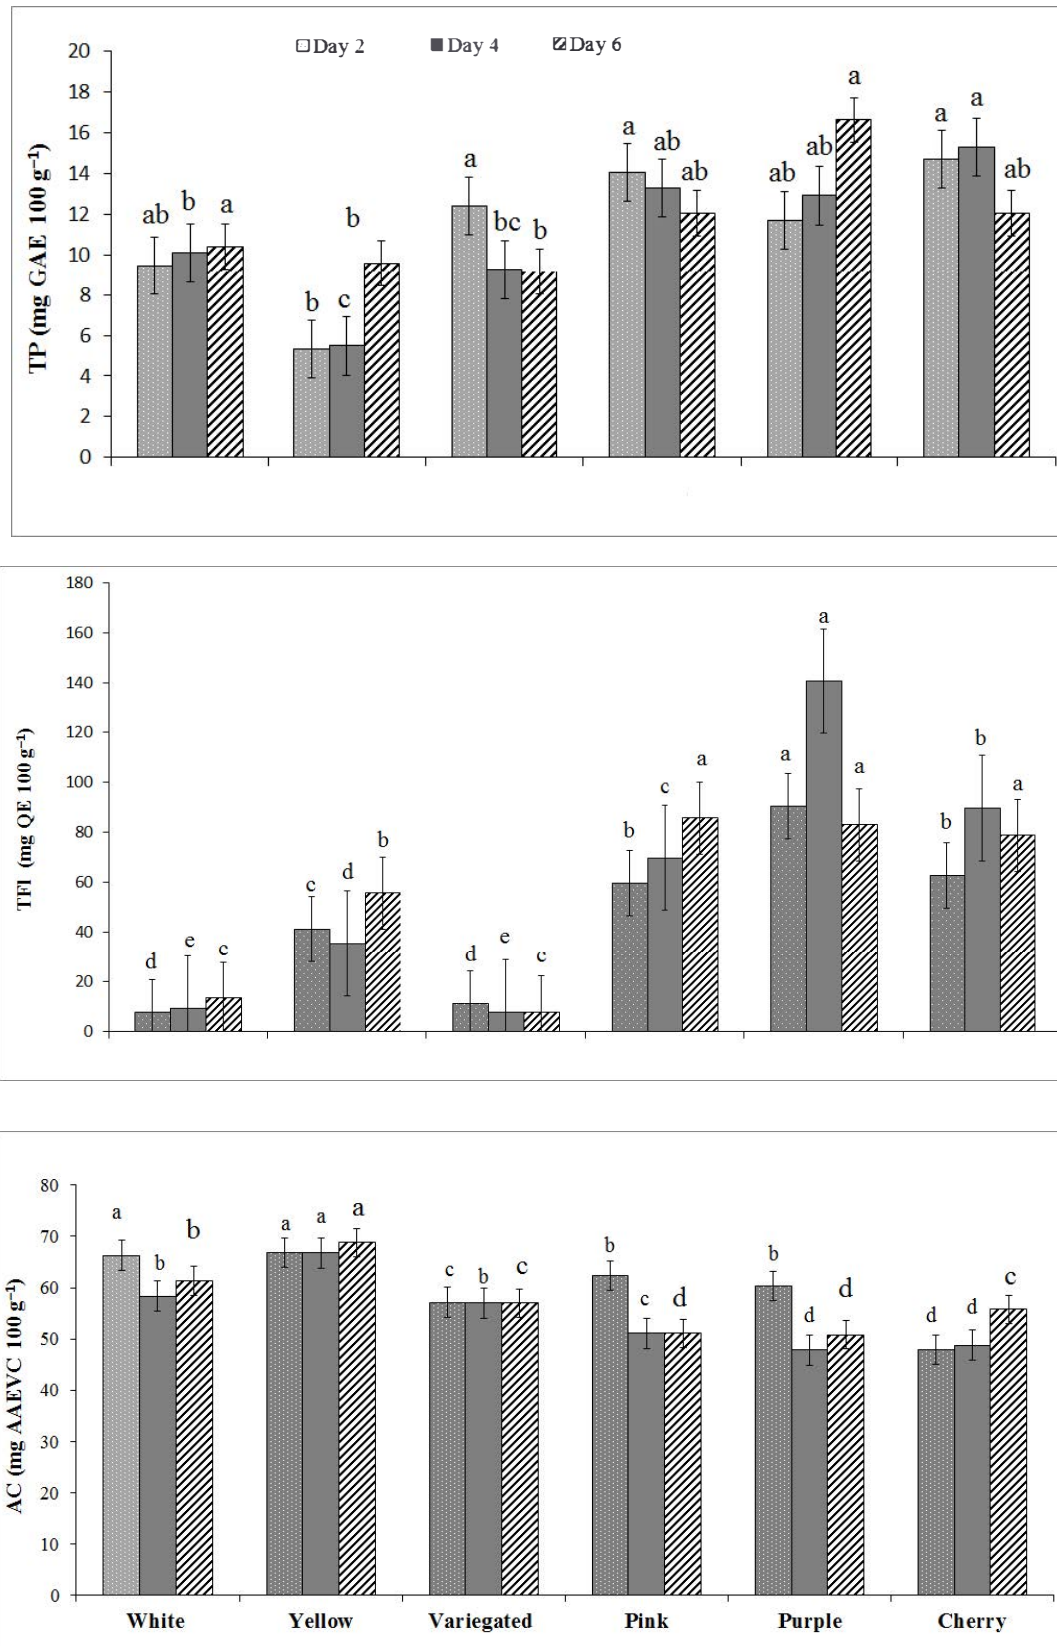 Day 2 Day 4 Day 6
TP (mg GAE 100 g⁻¹)
20
18
16
14
12
10
8
6
4
2
0
ab b a
b c b
a bc b
a ab ab
ab ab a
a a ab
TFl (mg QE 100 g⁻¹)
180
160
140
120
100
80
60
40
20
0
d e c
c d b
d e c
b c a
a a a
b b a
AC (mg AAEVC 100 g⁻¹)
80
70
60
50
40
30
20
10
0
a b b
a a a
c b c
b c d
b d d
d d c
White Yellow Variegated Pink Purple Cherry